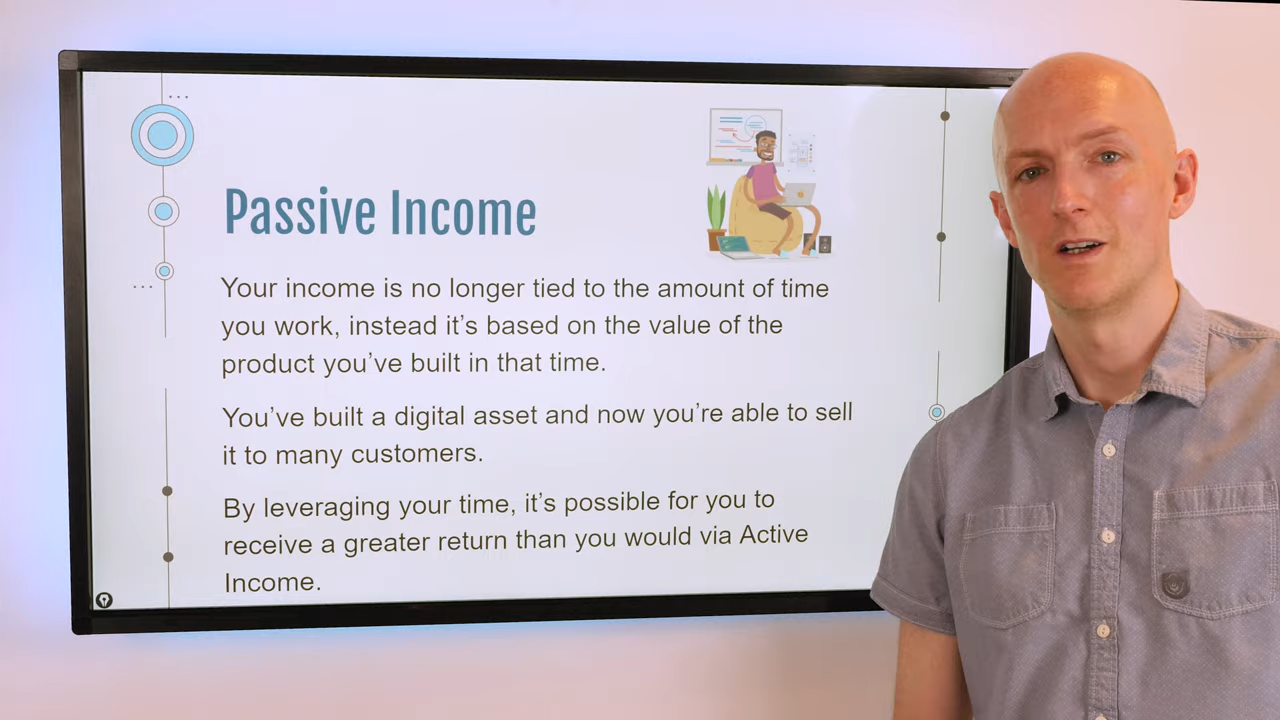 Passive Income
Your income is no longer tied to the amount of time
you work, instead it's based on the value of the
product you've built in that time.
You've built a digital asset and now you're able to sell
it to many customers.
By leveraging your time, it's possible for you to
receive a greater return than you would via Active
Income.